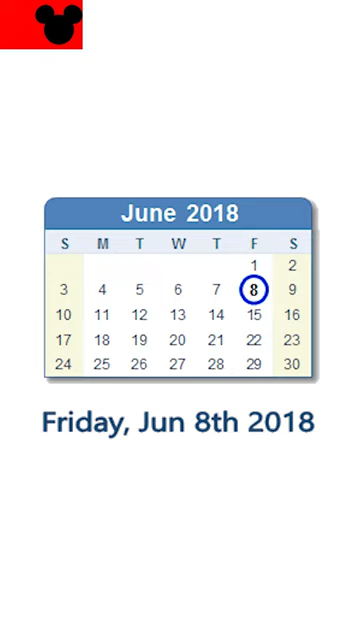 June 2018
S M T W T F S
1 2
3 4 5 6 7 8 9
10 11 12 13 14 15 16
17 18 19 20 21 22 23
24 25 26 27 28 29 30
Friday, Jun 8th 2018